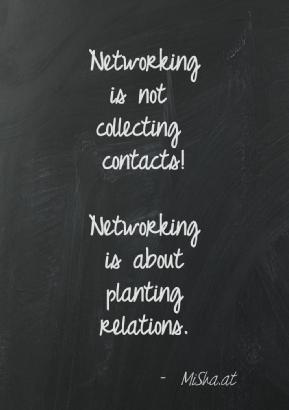 Networking
is not
collecting
contacts!
Networking
is about
planting
relations.
- MiSha.at